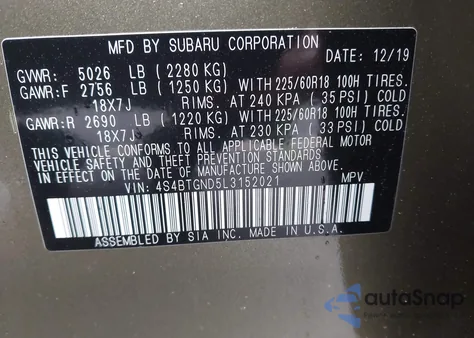 MFD BY SUBARU CORPORATION
DATE: 12/19
GVWR: 5026 LB (2280 KG)
GAWR:F 2756 LB (1250 KG) WITH 225/60R18 100H TIRES,
18X7J RIMS, AT 240 KPA (35 PSI) COLD
GAWR:R 2690 LB (1220 KG) WITH 225/60R18 100H TIRES,
18X7J RIMS, AT 230 KPA (33 PSI) COLD
THIS VEHICLE CONFORMS TO ALL APPLICABLE FEDERAL MOTOR
VEHICLE SAFETY AND THEFT PREVENTION STANDARDS IN EFFECT
ON THE DATE OF MANUFACTURE SHOWN ABOVE.
VIN: 4S4BTGND5L3152021 MPV
ASSEMBLED BY SIA INC. MADE IN U.S.A.
autoSnap